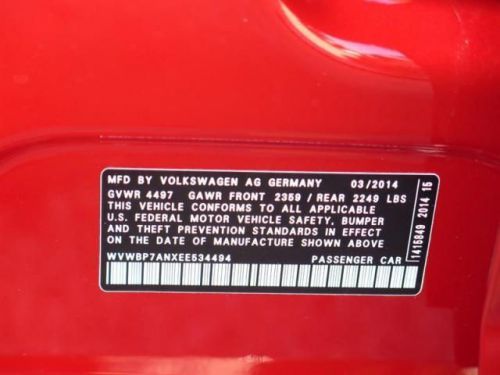 MFD BY VOLKSWAGEN AG GERMANY 03/2014
GVWR 4497 GAWR FRONT 2359 / REAR 2249 LBS
THIS VEHICLE CONFORMS TO ALL APPLICABLE
U.S. FEDERAL MOTOR VEHICLE SAFETY, BUMPER
AND THEFT PREVENTION STANDARDS IN EFFECT
ON THE DATE OF MANUFACTURE SHOWN ABOVE
WVWBP7ANXEE534494 PASSENGER CAR
1415849 2014 15